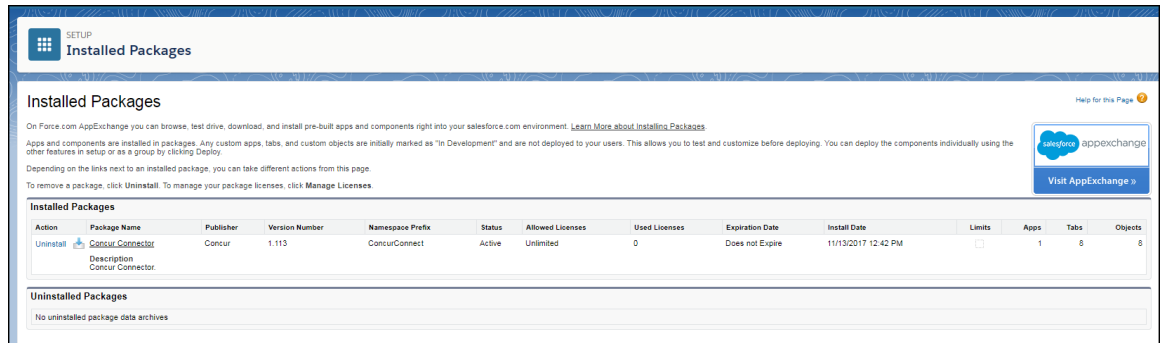 SETUP
Installed Packages
Installed Packages
Help for this Page
On Force.com AppExchange you can browse, test drive, download, and install pre-built apps and components right into your salesforce.com environment. Learn More about Installing Packages.
Apps and components are installed in packages. Any custom apps, tabs, and custom objects are initially marked as "In Development" and are not deployed to your users. This allows you to test and customize before deploying. You can deploy the components individually using the
other features in setup or as a group by clicking Deploy.
Depending on the links next to an installed package, you can take different actions from this page.
To remove a package, click Uninstall. To manage your package licenses, click Manage Licenses.
salesforce appexchange
Visit AppExchange »
Installed Packages
Action Package Name Publisher Version Number Namespace Prefix Status Allowed Licenses Used Licenses Expiration Date Install Date Limits Apps Tabs Objects
Uninstall Concur Connector Concur 1.113 ConcurConnect Active Unlimited 0 Does not Expire 11/13/2017 12:42 PM 1 8 8
Description
Concur Connector.
Uninstalled Packages
No uninstalled package data archives